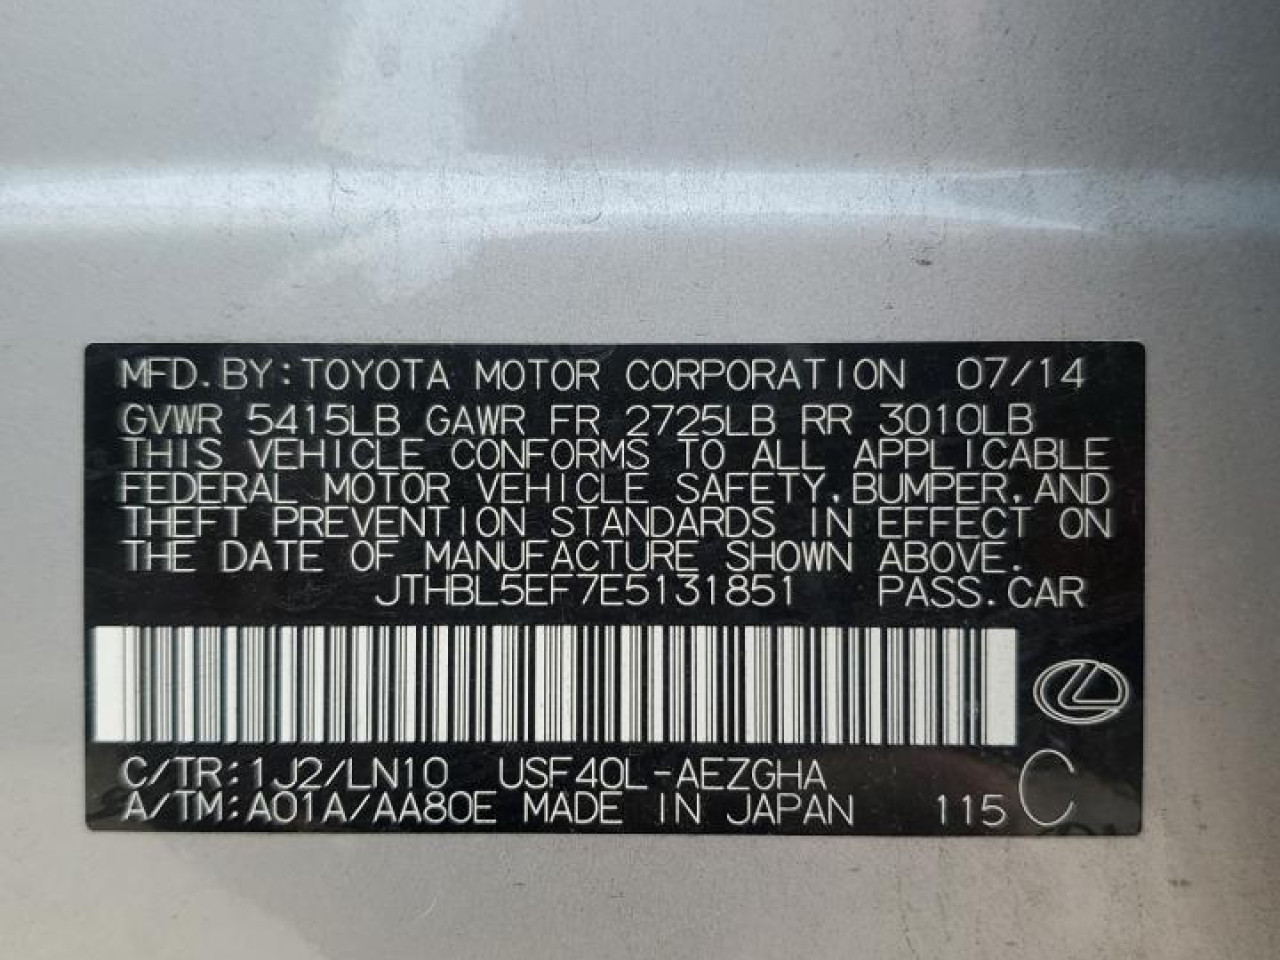 MFD.BY:TOYOTA MOTOR CORPORATION 07/14
GVWR 5415LB GAWR FR 2725LB RR 3010LB
THIS VEHICLE CONFORMS TO ALL APPLICABLE
FEDERAL MOTOR VEHICLE SAFETY,BUMPER,AND
THEFT PREVENTION STANDARDS IN EFFECT ON
THE DATE OF MANUFACTURE SHOWN ABOVE.
JTHBL5EF7E5131851 PASS.CAR
C/TR:1J2/LN10 USF40L-AEZGHA
A/TM:A01A/AA80E MADE IN JAPAN 115 C